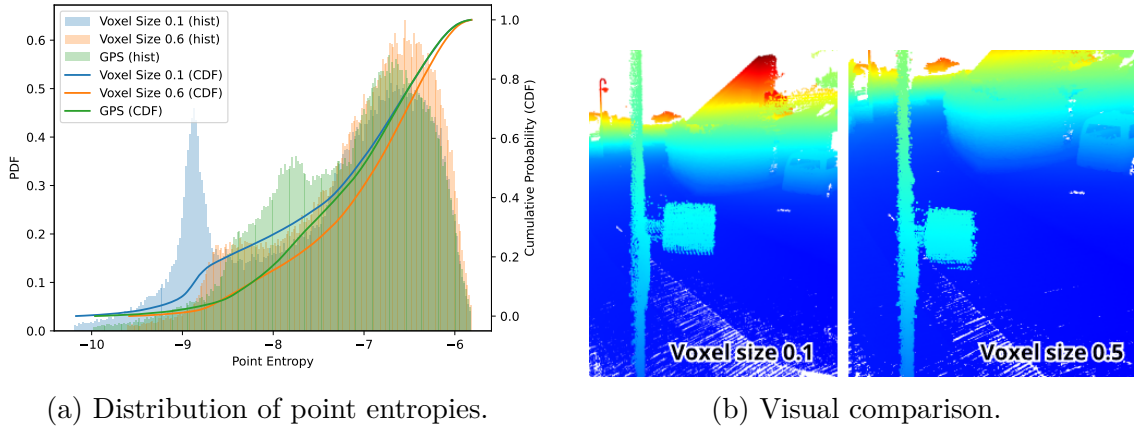 Voxel Size 0.1 (hist)
Voxel Size 0.6 (hist)
GPS (hist)
Voxel Size 0.1 (CDF)
Voxel Size 0.6 (CDF)
GPS (CDF)
0.6
0.5
0.4
0.3
0.2
0.1
0.0
PDF
1.0
0.8
0.6
0.4
0.2
0.0
Cumulative Probability (CDF)
−10
−9
−8
−7
−6
Point Entropy
Voxel size 0.1
Voxel size 0.5
(a) Distribution of point entropies.
(b) Visual comparison.